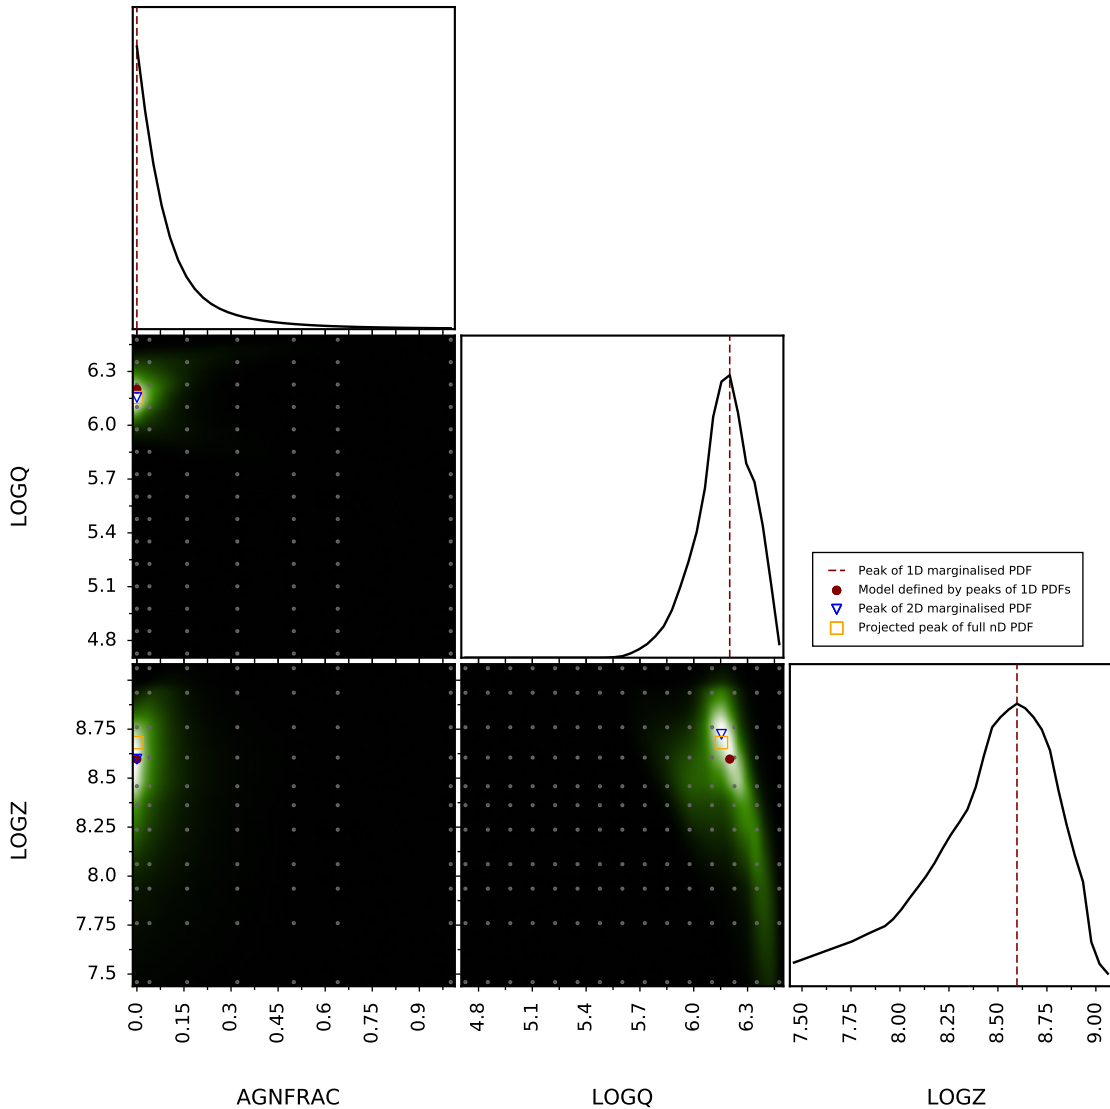 LOGQ
6.3
6.0
5.7
5.4
5.1
4.8
Peak of 1D marginalised PDF
Model defined by peaks of 1D PDFs
Peak of 2D marginalised PDF
Projected peak of full nD PDF
LOGZ
8.75
8.5
8.25
8.0
7.75
7.5
0.0 0.15 0.3 0.45 0.6 0.75 0.9 4.8 5.1 5.4 5.7 6.0 6.3 7.50 7.75 8.00 8.25 8.50 8.75 9.00
AGNFRAC LOGQ LOGZ